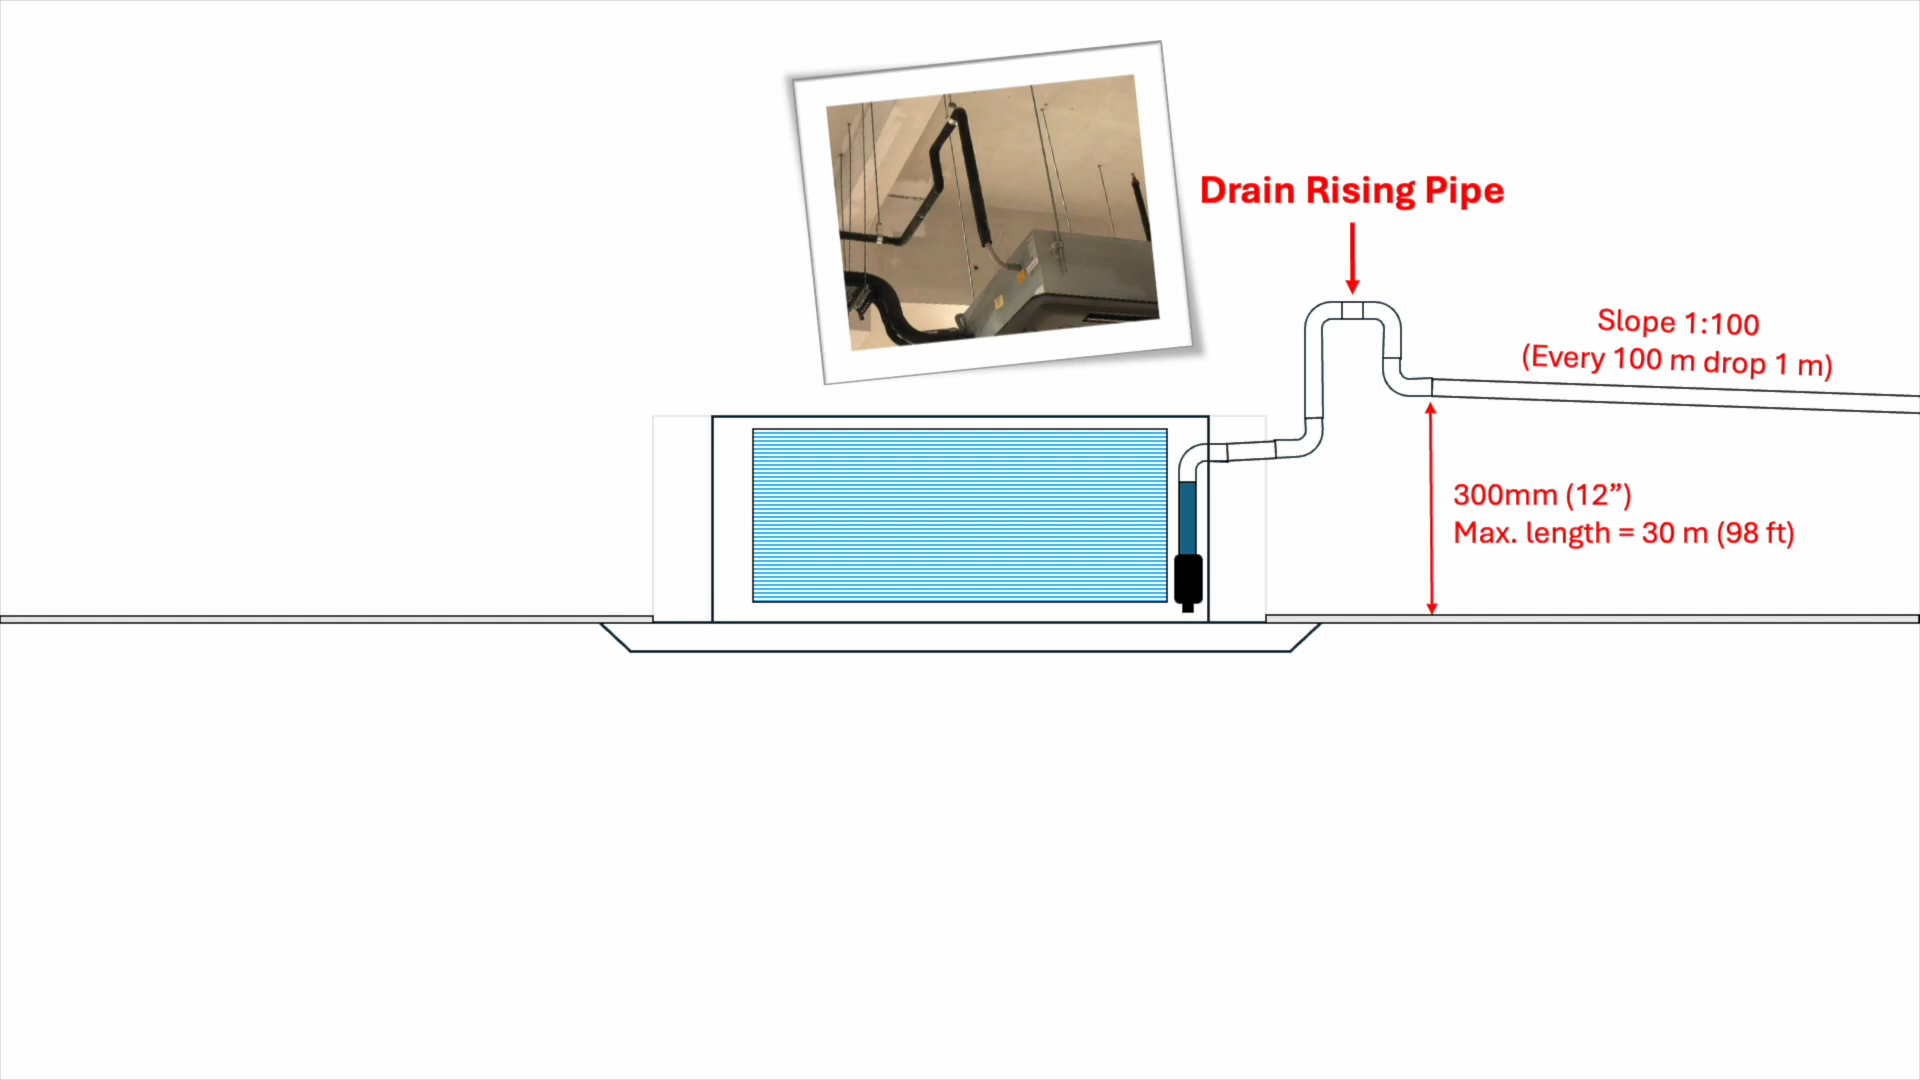 Drain Rising Pipe
Slope 1:100
(Every 100 m drop 1 m)
300mm (12”)
Max. length = 30 m (98 ft)